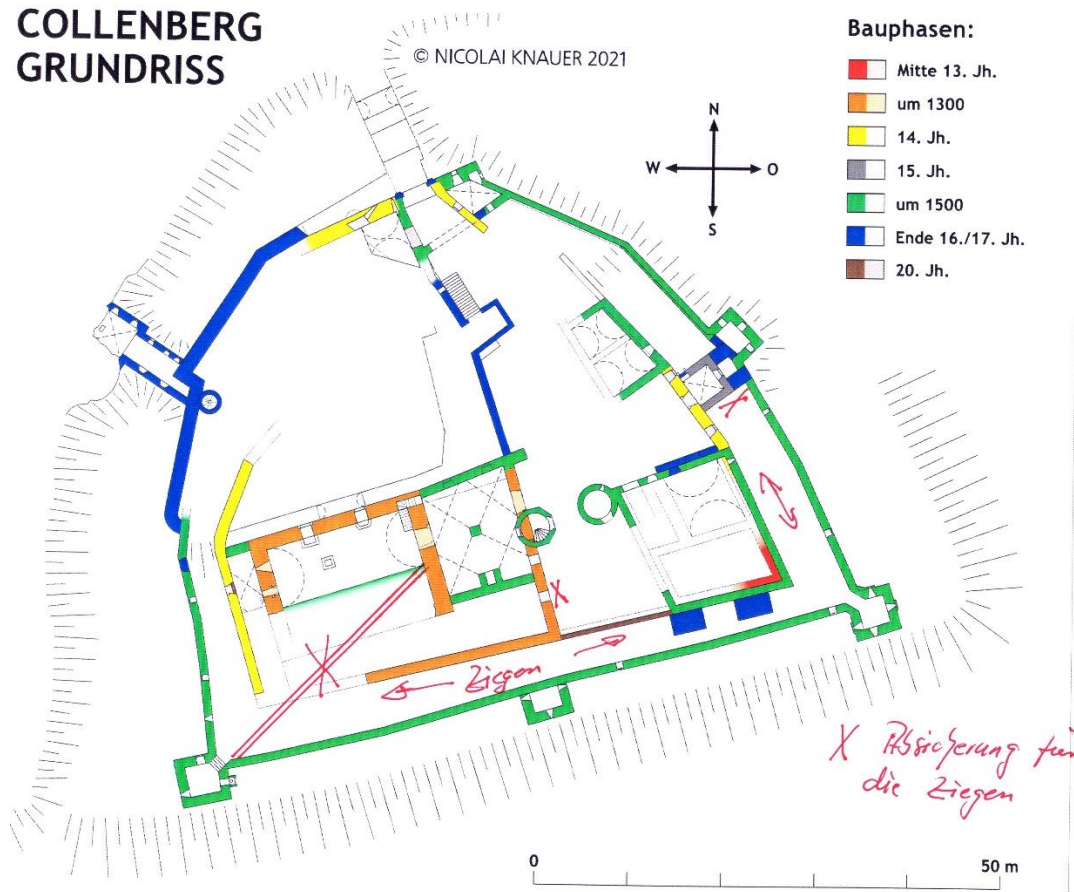 COLLENBERG
GRUNDRISS
© NICOLAI KNAUER 2021
Bauphasen:
Mitte 13. Jh.
um 1300
14. Jh.
15. Jh.
um 1500
Ende 16./17. Jh.
20. Jh.
N
W
O
S
X
X
X
Ziegen
X Absicherung für
die Ziegen
0
50 m